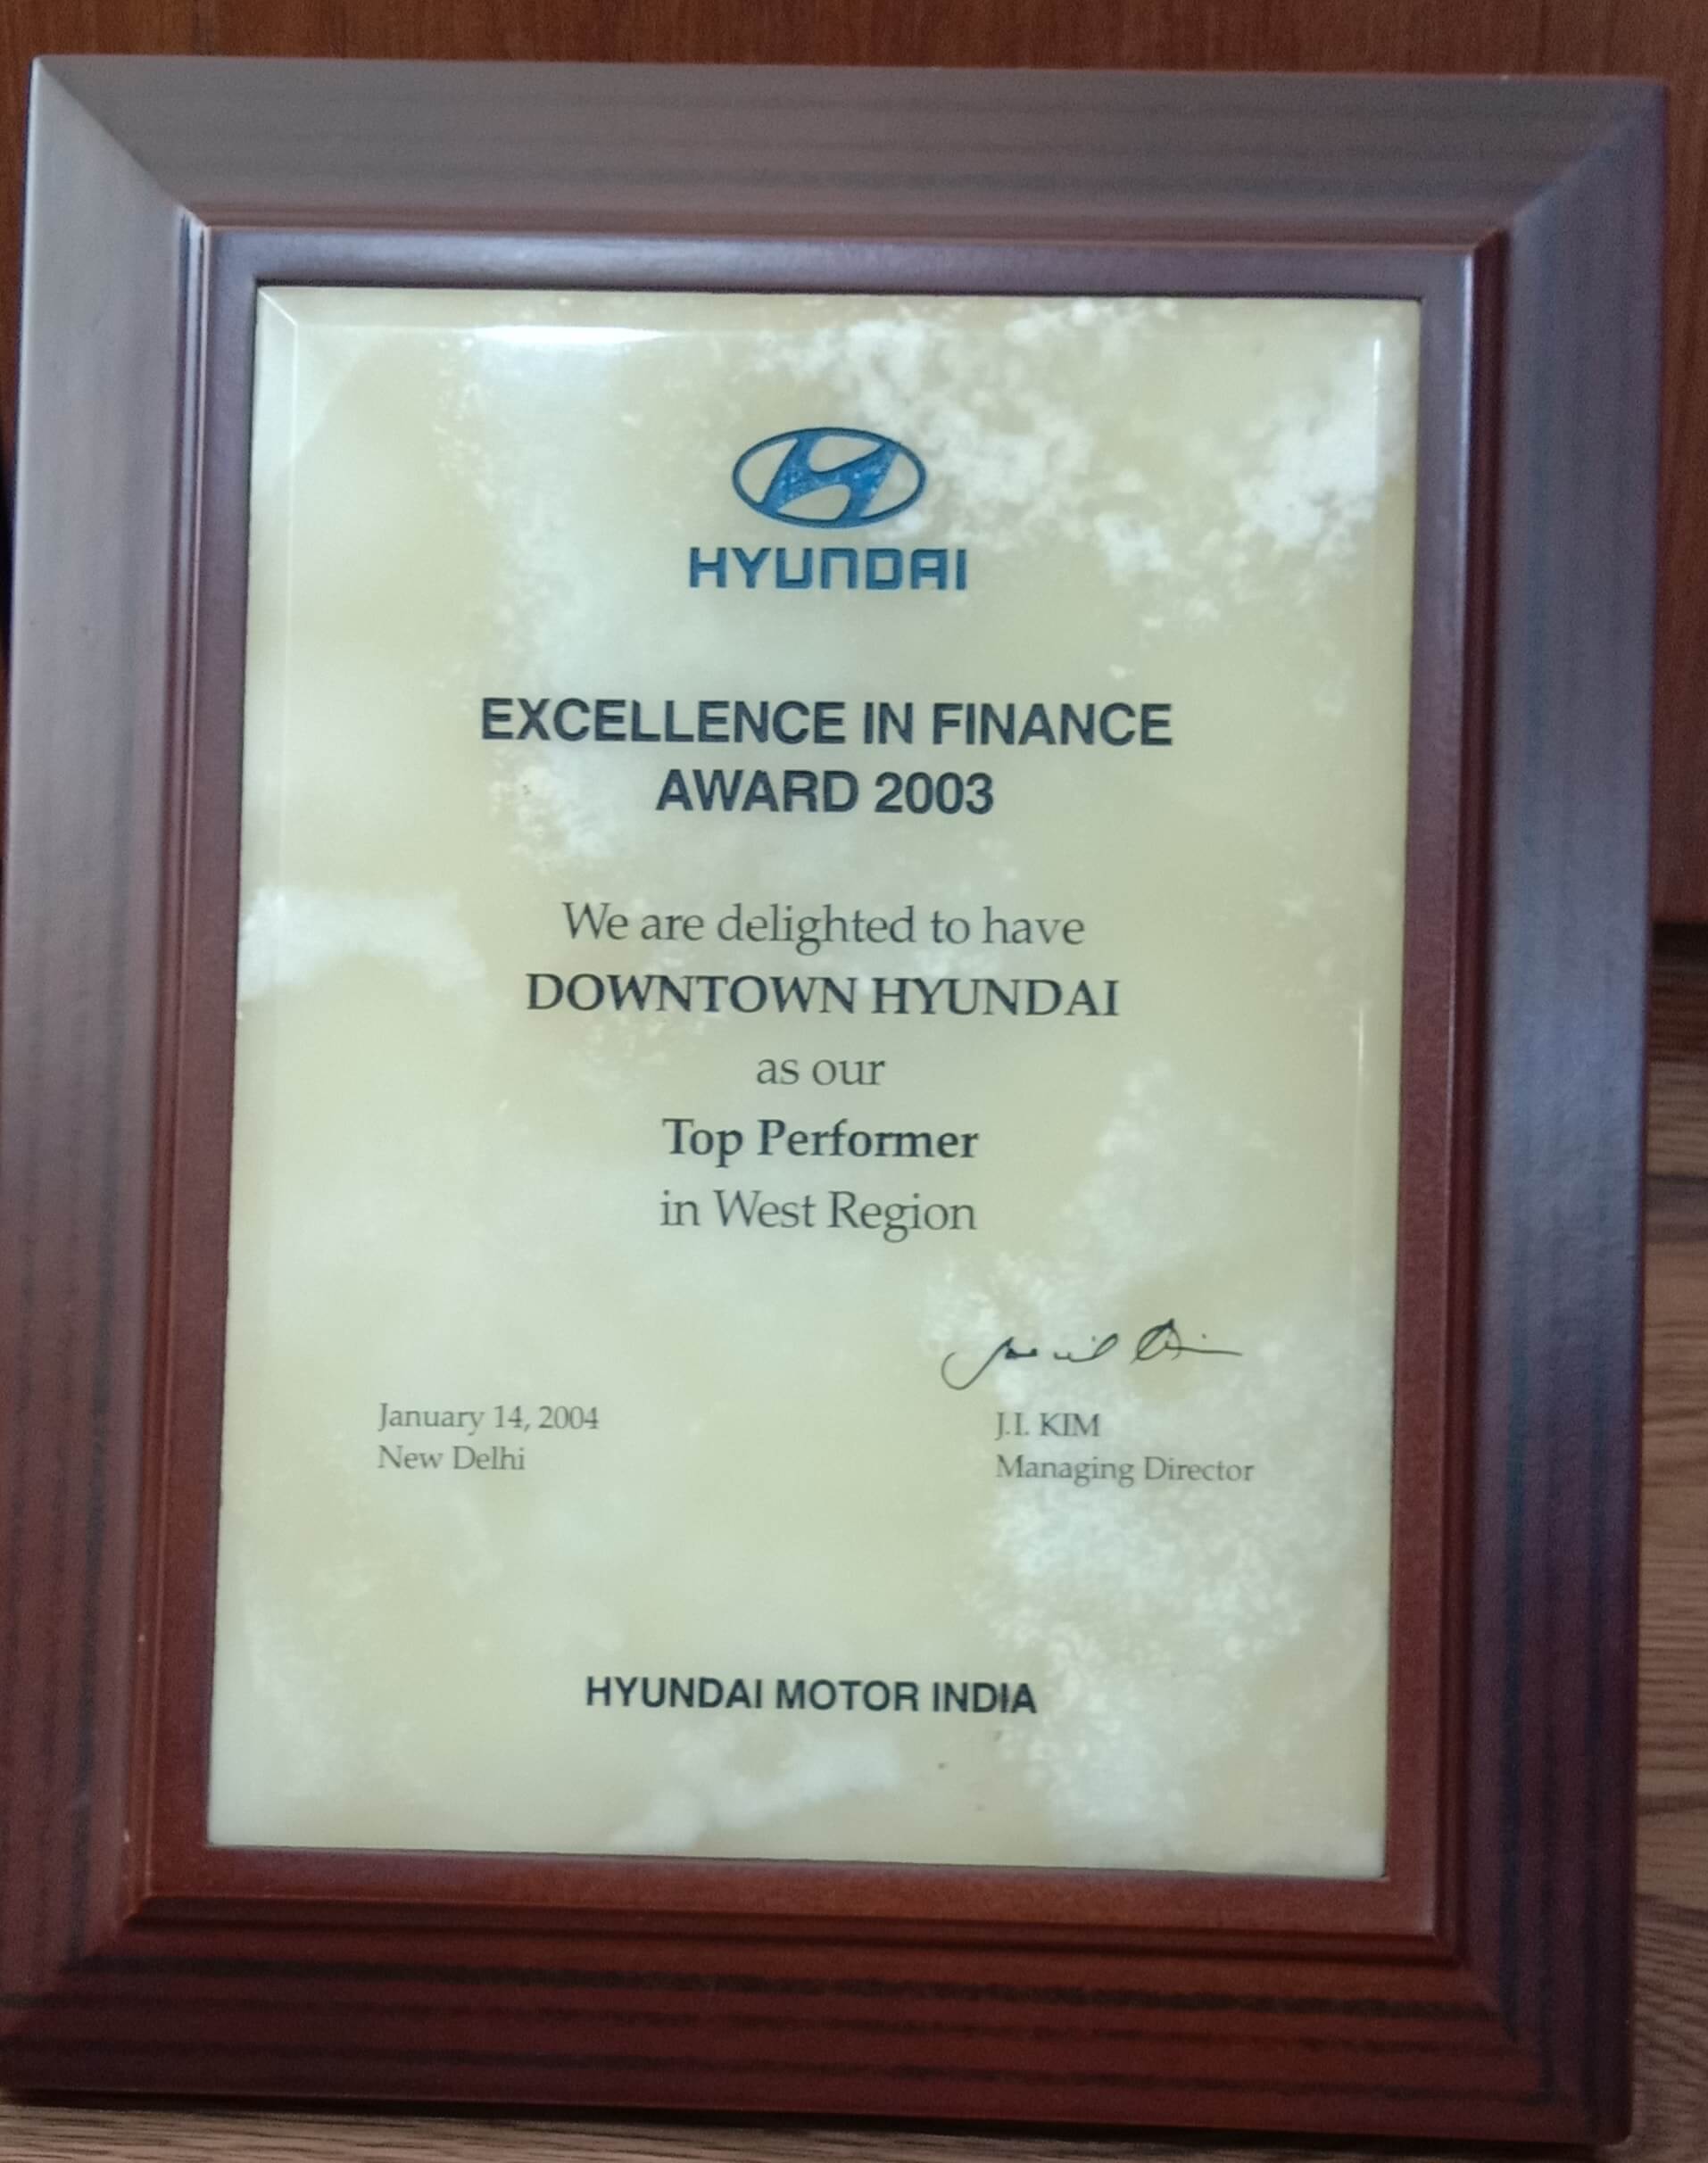 HYUNDAI
EXCELLENCE IN FINANCE
AWARD 2003
We are delighted to have
DOWNTOWN HYUNDAI
as our
Top Performer
in West Region
January 14, 2004
New Delhi
J.I. KIM
Managing Director
HYUNDAI MOTOR INDIA